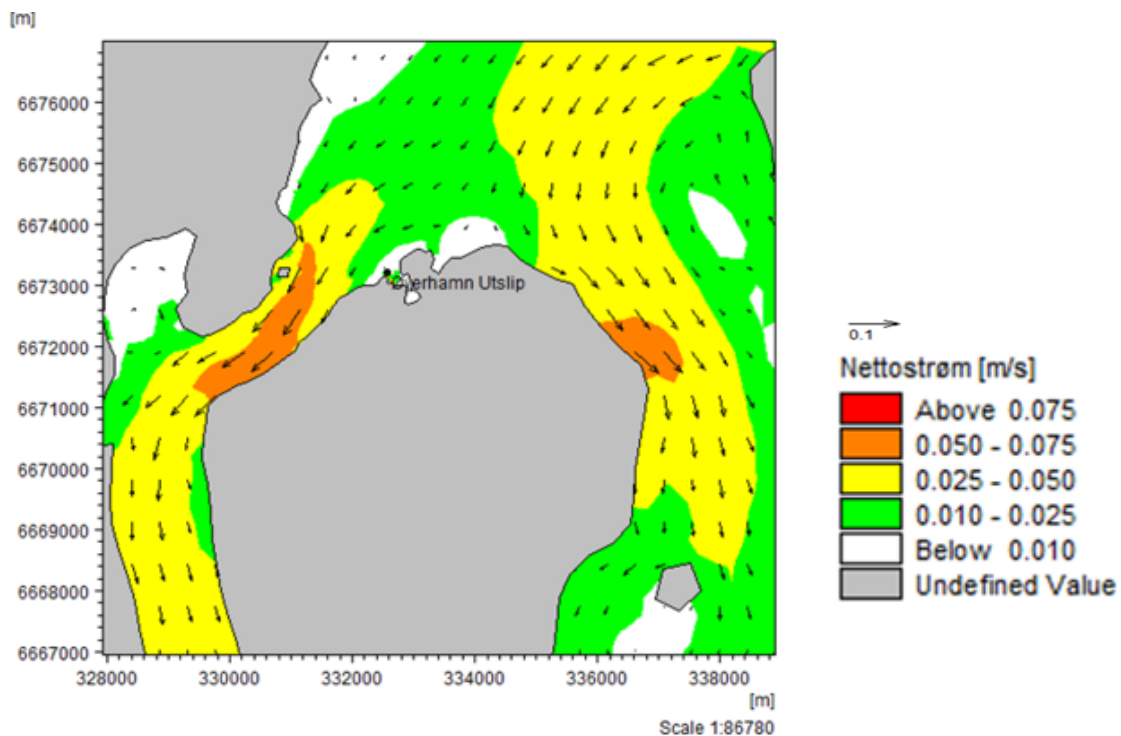 [m]
6676000
6675000
6674000
6673000
6672000
6671000
6670000
6669000
6668000
6667000
328000 330000 332000 334000 336000 338000
[m]
Scale 1:86780
Utslip
0.1
Nettostrøm [m/s]
Above 0.075
0.050 - 0.075
0.025 - 0.050
0.010 - 0.025
Below 0.010
Undefined Value